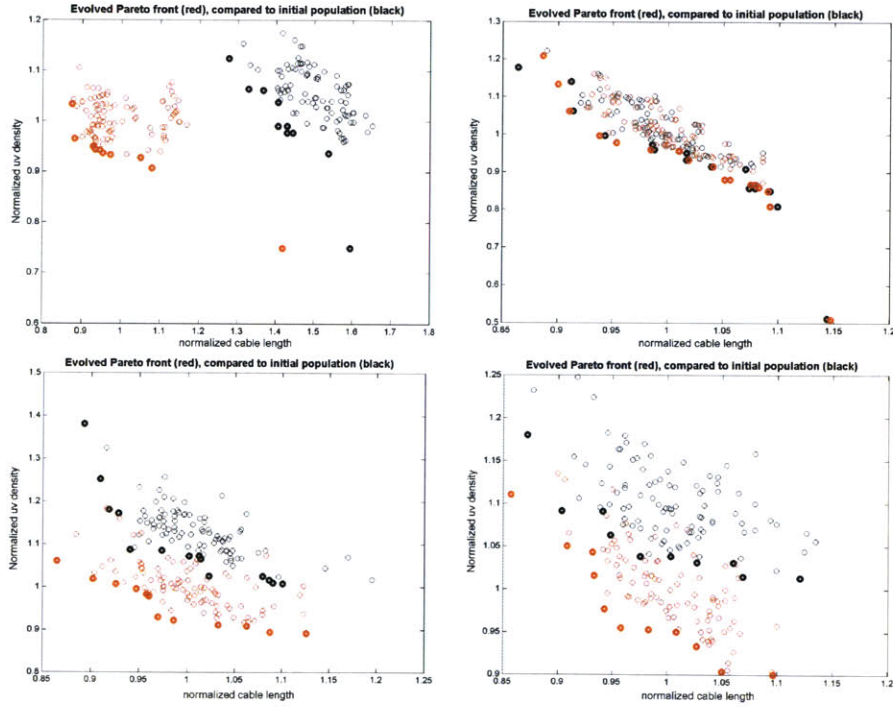 Evolved Pareto front (red), compared to initial population (black)
1.2
1.1
1
0.9
0.8
0.7
0.6
Normalized uv density
0.8 0.9 1 1.1 1.2 1.3 1.4 1.5 1.6 1.7 1.8
normalized cable length
Evolved Pareto front (red), compared to initial population (black)
1.3
1.2
1.1
1
0.9
0.8
0.7
0.6
0.5
Normalized uv density
0.85 0.9 0.95 1 1.05 1.1 1.15 1.2
normalized cable length
Evolved Pareto front (red), compared to initial population (black)
1.5
1.4
1.3
1.2
1.1
1
0.9
0.8
Normalized uv density
0.85 0.9 0.95 1 1.05 1.1 1.15 1.2 1.25
normalized cable length
Evolved Pareto front (red), compared to initial population (black)
1.25
1.2
1.15
1.1
1.05
1
0.95
0.9
Normalized uv density
0.85 0.9 0.95 1 1.05 1.1 1.15 1.2
normalized cable length